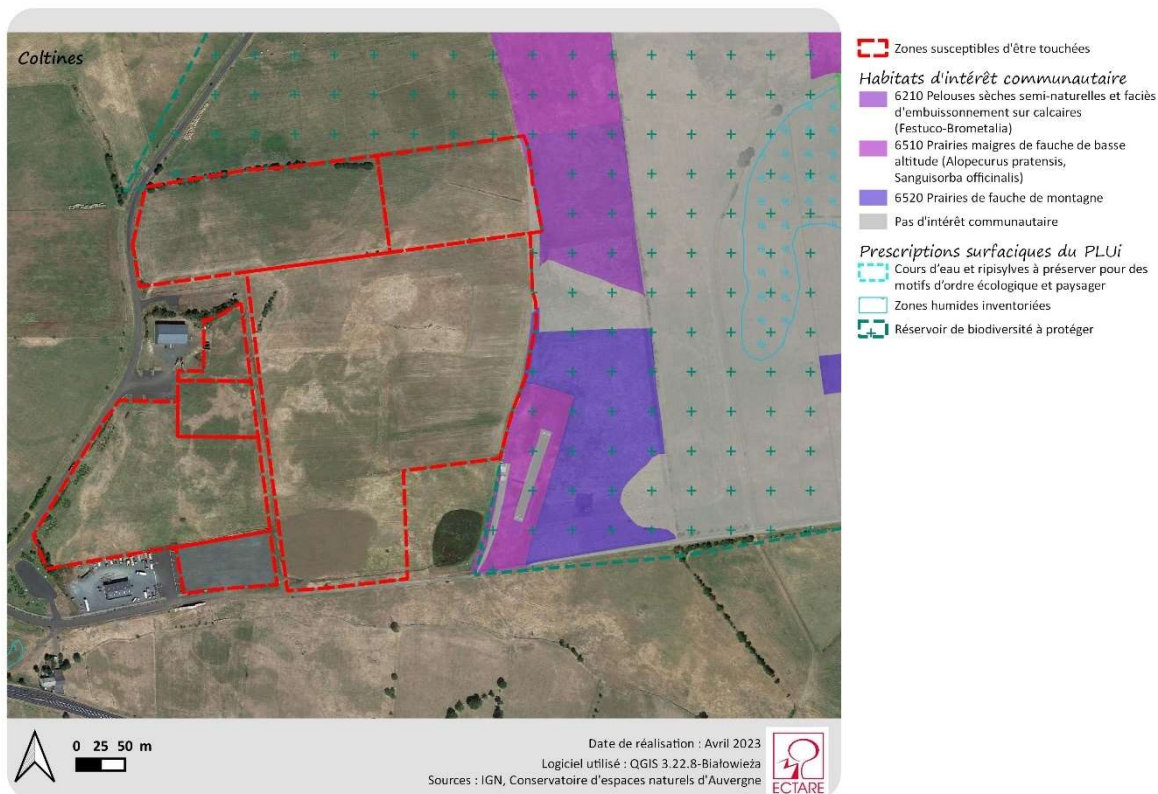 Coltines
Zones susceptibles d'être touchées
Habitats d'intérêt communautaire
6210 Pelouses sèches semi-naturelles et faciès
d'embuissonnement sur calcaires
(Festuco-Brometalia)
6510 Prairies maigres de fauche de basse
altitude (Alopecurus pratensis,
Sanguisorba officinalis)
6520 Prairies de fauche de montagne
Pas d'intérêt communautaire
Prescriptions surfaciques du PLUi
Cours d'eau et ripisylves à préserver pour des
motifs d'ordre écologique et paysager
Zones humides inventoriées
Réservoir de biodiversité à protéger
0 25 50 m
Date de réalisation : Avril 2023
Logiciel utilisé : QGIS 3.22.8-Białowieża
Sources : IGN, Conservatoire d'espaces naturels d'Auvergne
ECTARE